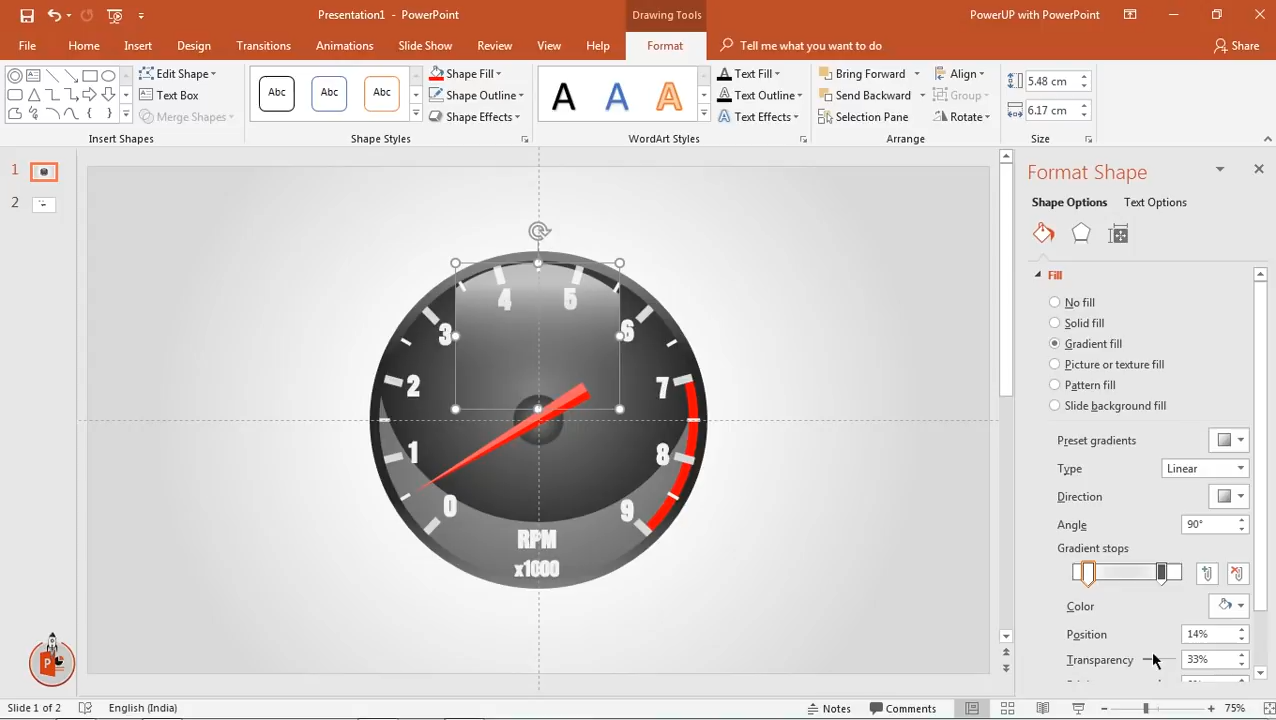 Presentation1 - PowerPoint
Drawing Tools
PowerUP with PowerPoint
File Home Insert Design Transitions Animations Slide Show Review View Help Format Tell me what you want to do Share
Edit Shape
Text Box
Merge Shapes
Insert Shapes
Abc Abc Abc
Shape Fill
Shape Outline
Shape Effects
Shape Styles
A A A
Text Fill
Text Outline
Text Effects
WordArt Styles
Bring Forward
Send Backward
Selection Pane
Align
Group
Rotate
Arrange
5.48 cm
6.17 cm
Size
1
2
0
1
2
3
4
5
6
7
8
9
RPM
x1000
P
Format Shape
Shape Options Text Options
Fill
No fill
Solid fill
Gradient fill
Picture or texture fill
Pattern fill
Slide background fill
Preset gradients
Type Linear
Direction
Angle 90°
Gradient stops
Color
Position 14%
Transparency 33%
Slide 1 of 2 English (India) Notes Comments 75%